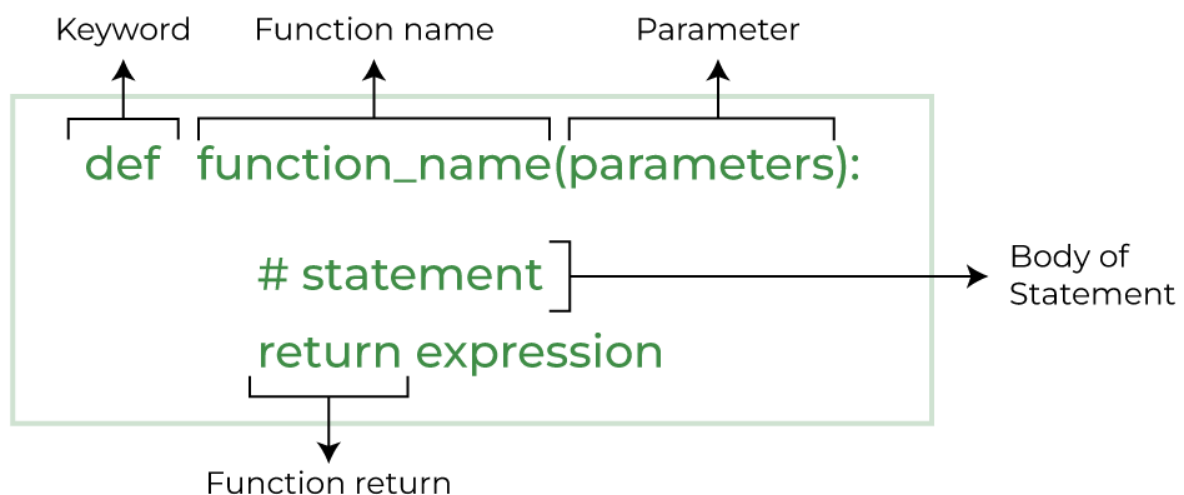 Keyword Function name Parameter
def function_name(parameters):
# statement
Body of
Statement
return expression
Function return